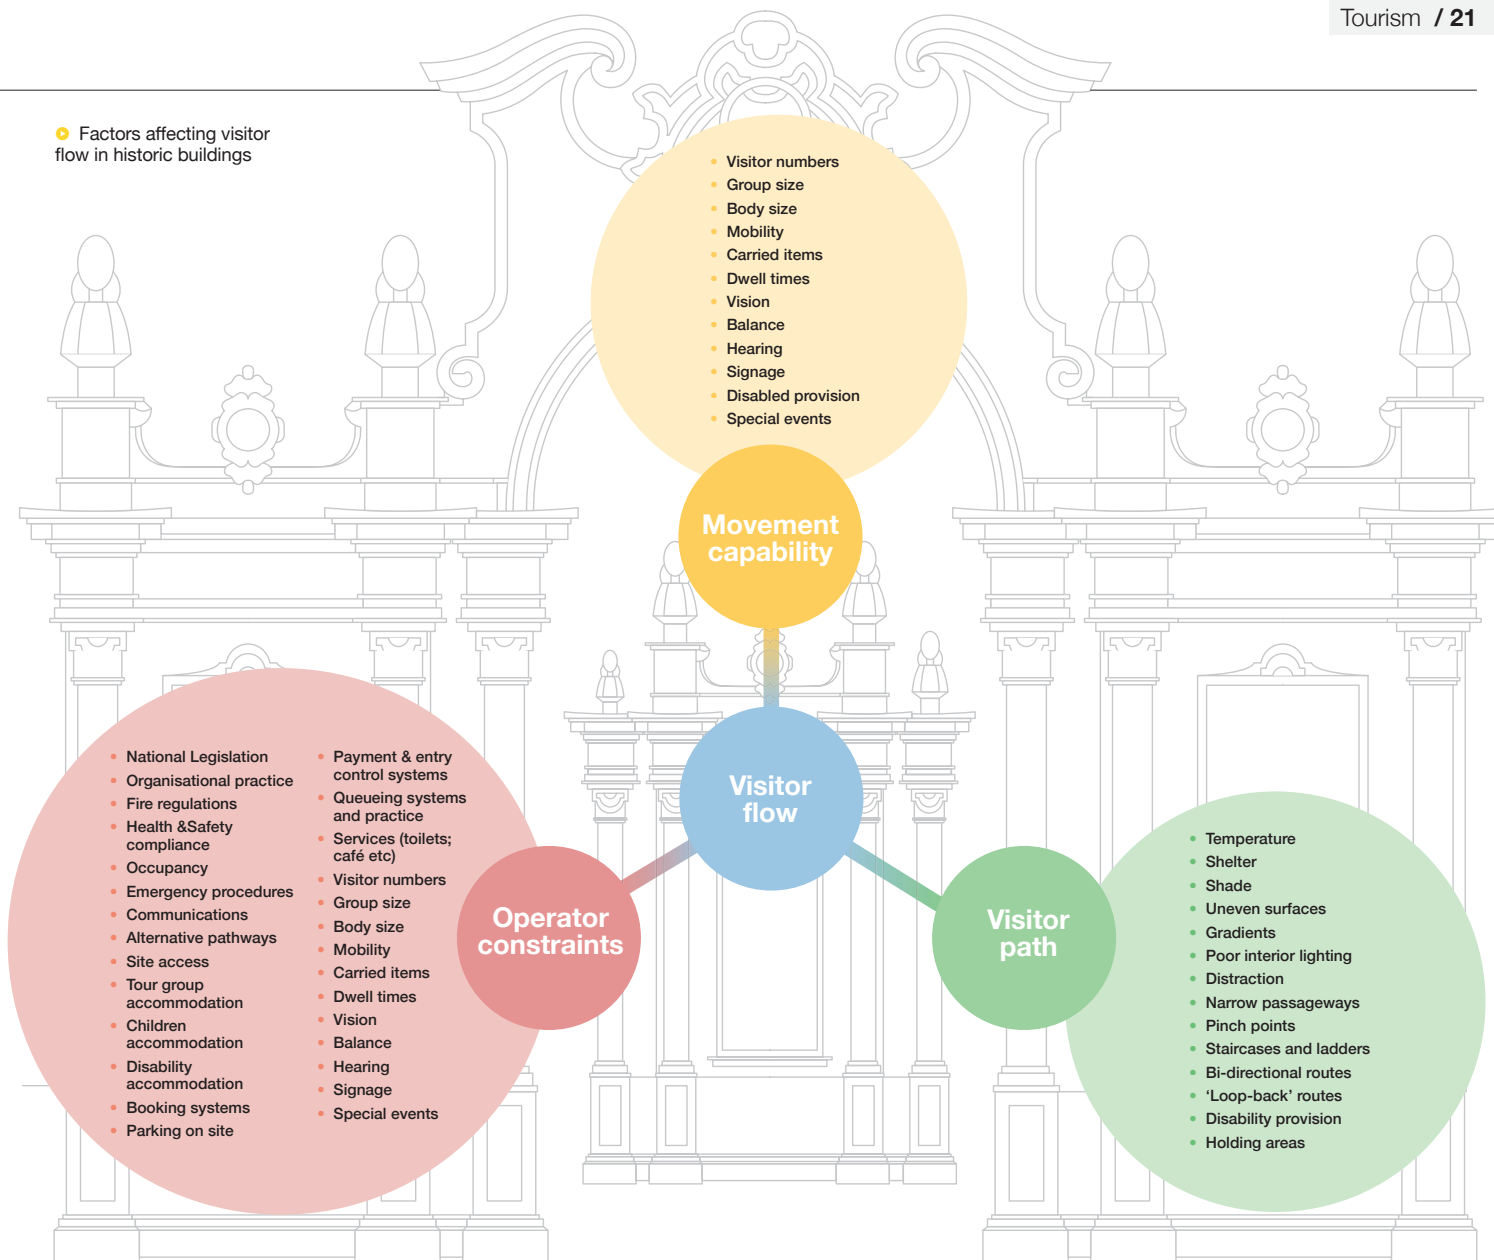 Tourism / 21
Factors affecting visitor
flow in historic buildings
Visitor numbers
Group size
Body size
Mobility
Carried items
Dwell times
Vision
Balance
Hearing
Signage
Disabled provision
Special events
Movement
capability
Visitor
flow
Operator
constraints
Visitor
path
National Legislation
Organisational practice
Fire regulations
Health &Safety
compliance
Occupancy
Emergency procedures
Communications
Alternative pathways
Site access
Tour group
accommodation
Children
accommodation
Disability
accommodation
Booking systems
Parking on site
Payment & entry
control systems
Queueing systems
and practice
Services (toilets;
café etc)
Visitor numbers
Group size
Body size
Mobility
Carried items
Dwell times
Vision
Balance
Hearing
Signage
Special events
Temperature
Shelter
Shade
Uneven surfaces
Gradients
Poor interior lighting
Distraction
Narrow passageways
Pinch points
Staircases and ladders
Bi-directional routes
‘Loop-back’ routes
Disability provision
Holding areas